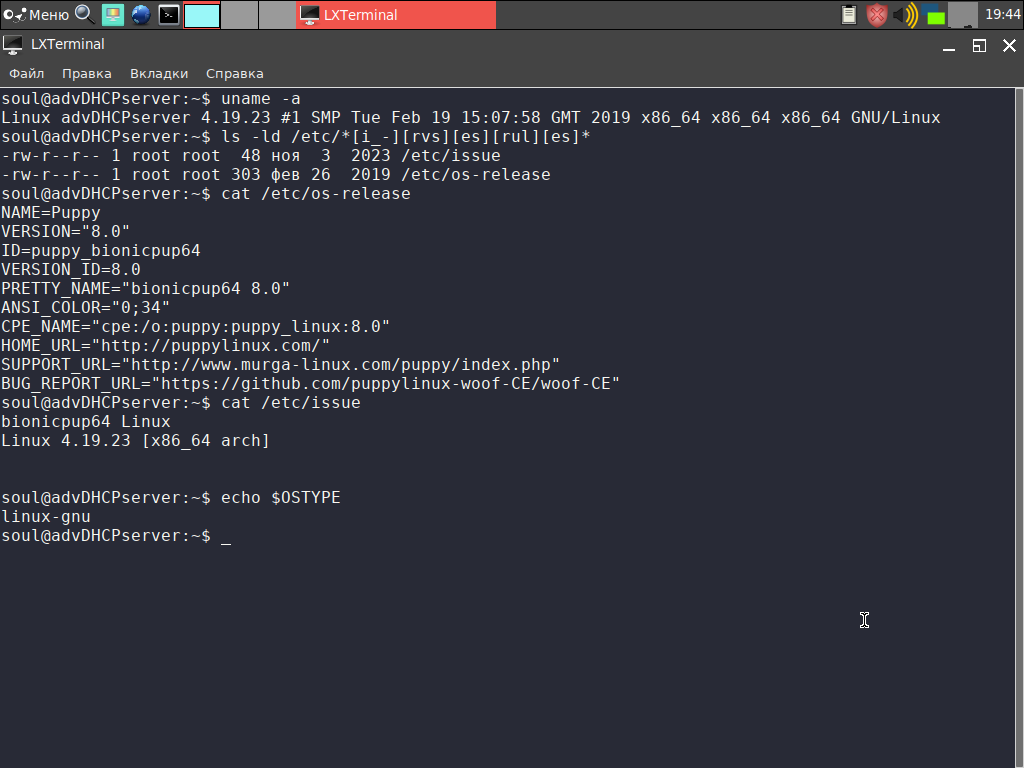 Меню
LXTerminal
19:44
LXTerminal
Файл Правка Вкладки Справка
soul@advDHCPserver:~$ uname -a
Linux advDHCPserver 4.19.23 #1 SMP Tue Feb 19 15:07:58 GMT 2019 x86_64 x86_64 x86_64 GNU/Linux
soul@advDHCPserver:~$ ls -ld /etc/*[i_-][rvs][es][rul][es]*
-rw-r--r-- 1 root root  48 ноя  3  2023 /etc/issue
-rw-r--r-- 1 root root 303 фев 26  2019 /etc/os-release
soul@advDHCPserver:~$ cat /etc/os-release
NAME=Puppy
VERSION="8.0"
ID=puppy_bionicpup64
VERSION_ID=8.0
PRETTY_NAME="bionicpup64 8.0"
ANSI_COLOR="0;34"
CPE_NAME="cpe:/o:puppy:puppy_linux:8.0"
HOME_URL="http://puppylinux.com/"
SUPPORT_URL="http://www.murga-linux.com/puppy/index.php"
BUG_REPORT_URL="https://github.com/puppylinux-woof-CE/woof-CE"
soul@advDHCPserver:~$ cat /etc/issue
bionicpup64 Linux
Linux 4.19.23 [x86_64 arch]
soul@advDHCPserver:~$ echo $OSTYPE
linux-gnu
soul@advDHCPserver:~$ _